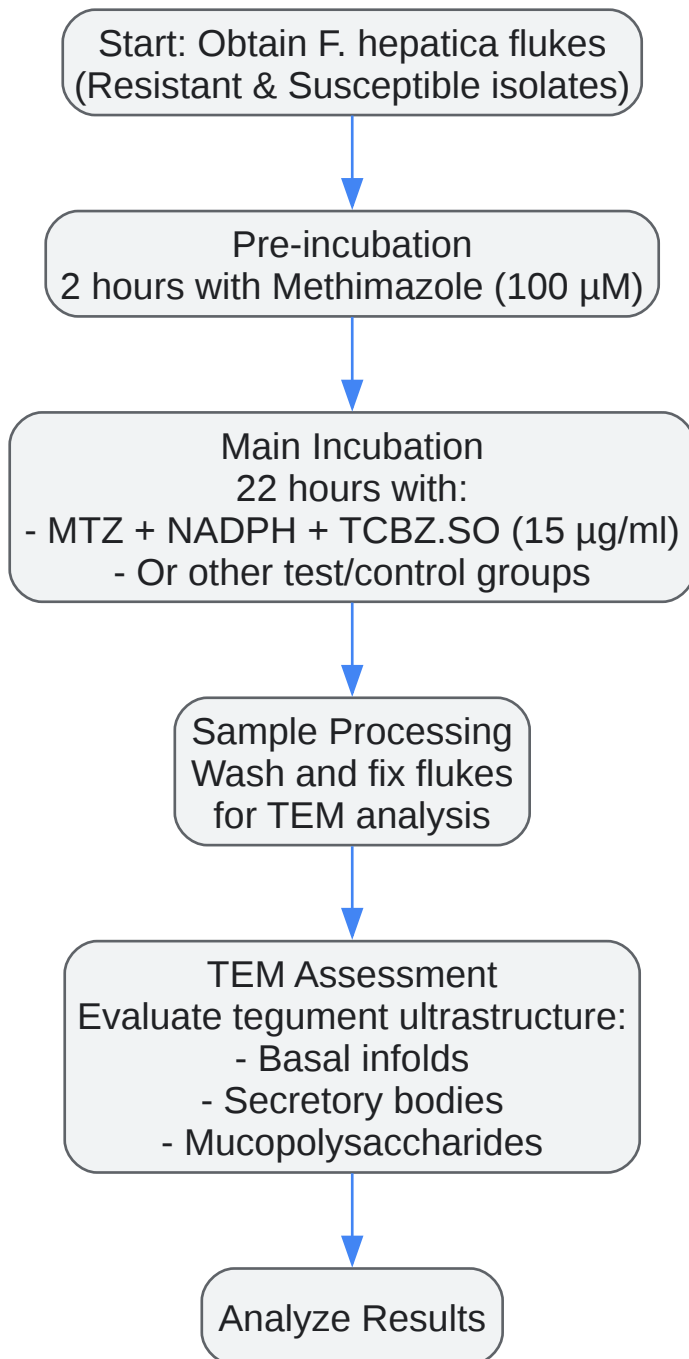 Start: Obtain F. hepatica flukes
(Resistant & Susceptible isolates)
Pre-incubation
2 hours with Methimazole (100 µM)
Main Incubation
22 hours with:
- MTZ + NADPH + TCBZ.SO (15 µg/ml)
- Or other test/control groups
Sample Processing
Wash and fix flukes
for TEM analysis
TEM Assessment
Evaluate tegument ultrastructure:
- Basal infolds
- Secretory bodies
- Mucopolysaccharides
Analyze Results